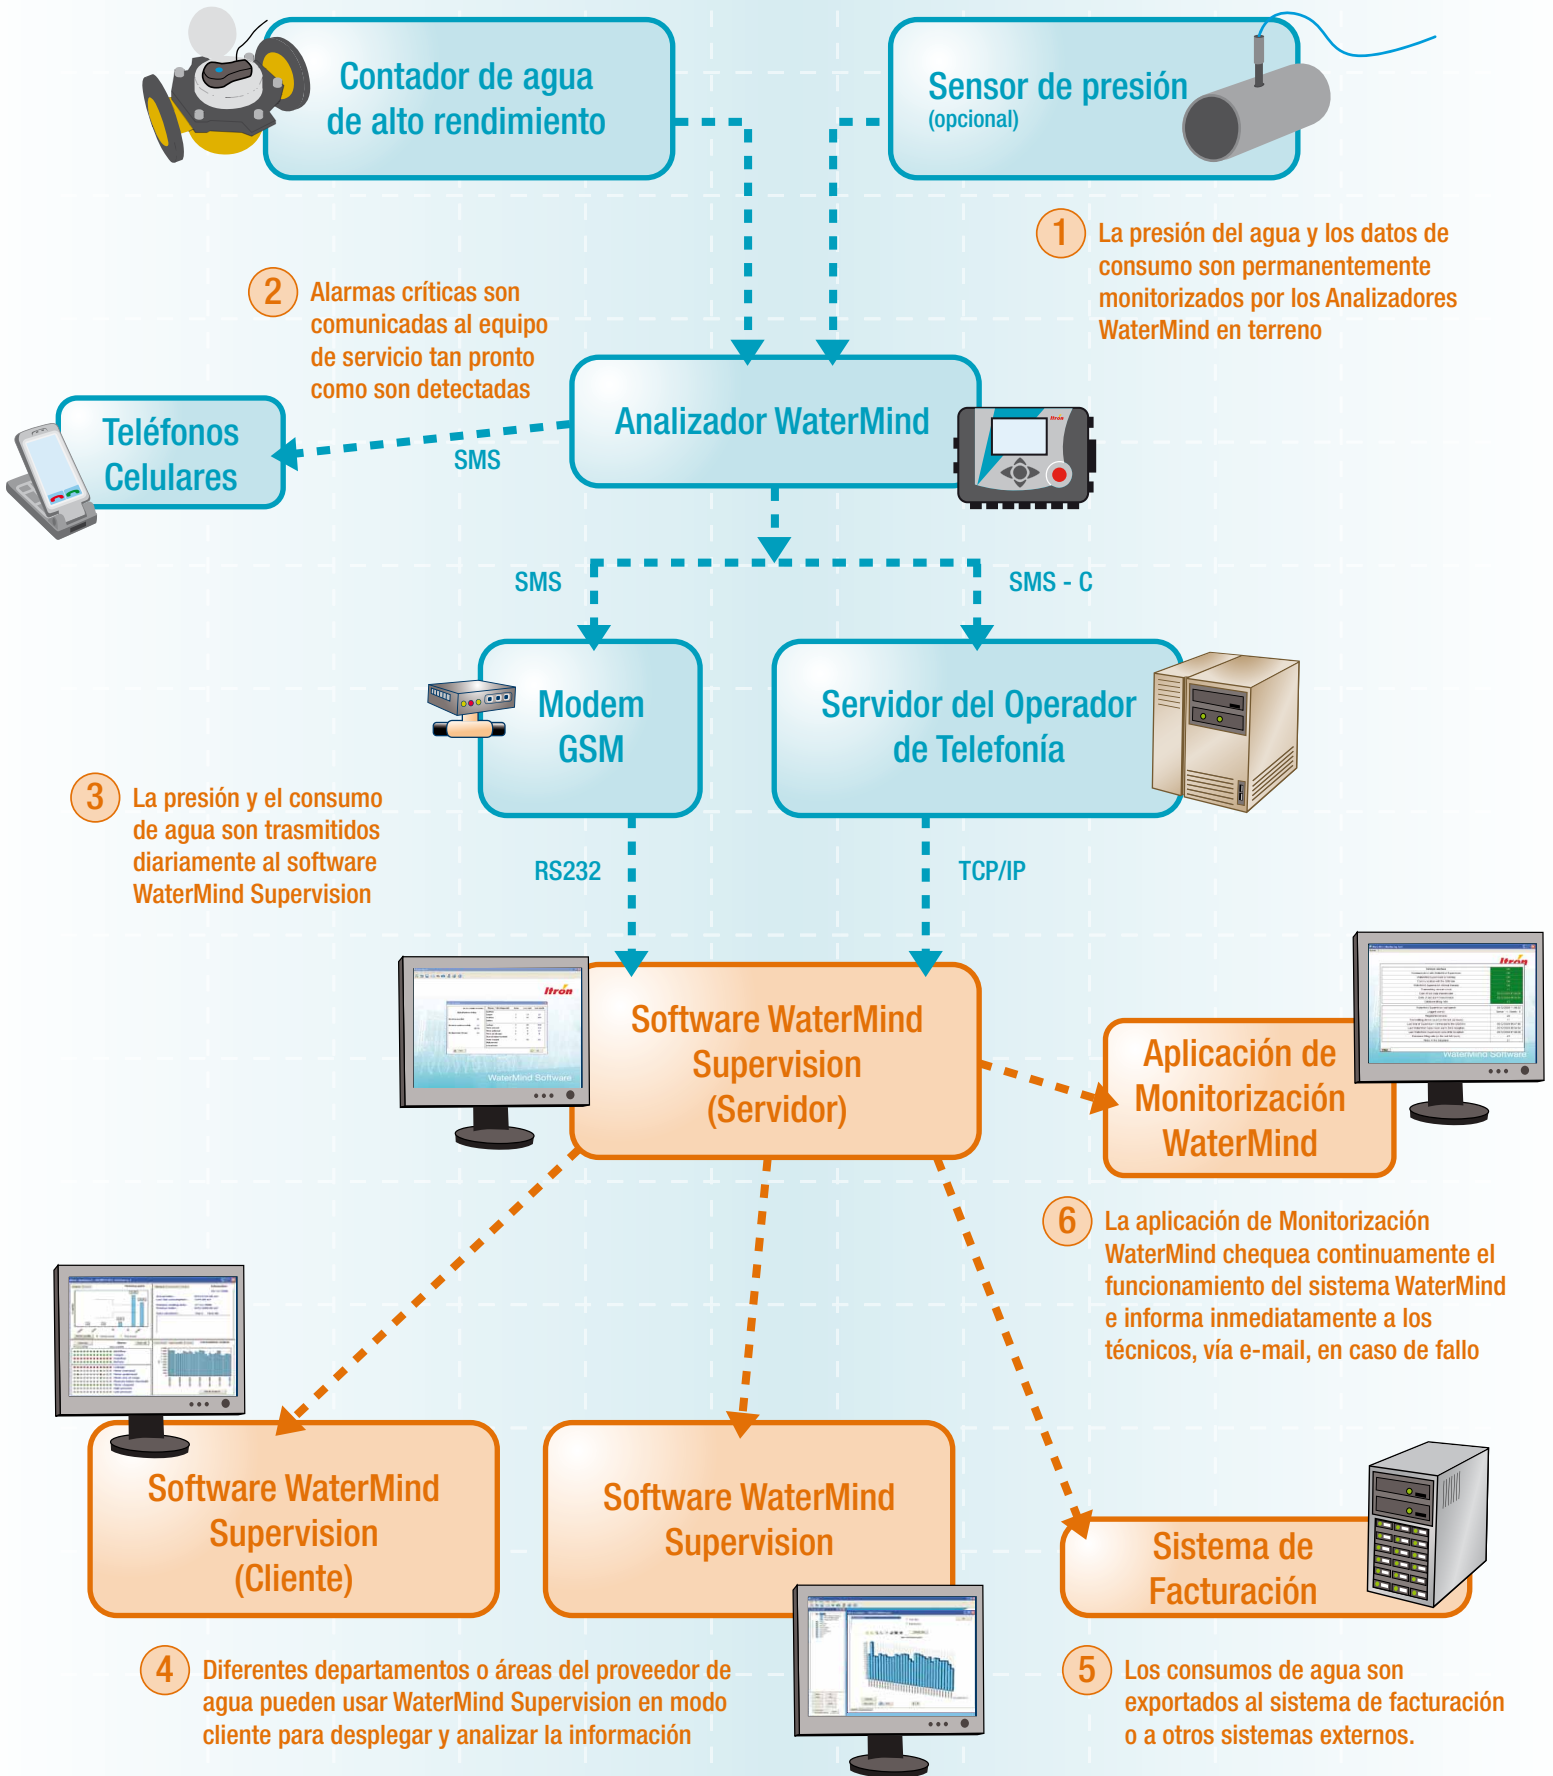 Contador de agua
de alto rendimiento
Sensor de presión
(opcional)
1
La presión del agua y los datos de
consumo son permanentemente
monitorizados por los Analizadores
WaterMind en terreno
2
Alarmas críticas son
comunicadas al equipo
de servicio tan pronto
como son detectadas
Teléfonos
Celulares
SMS
Analizador WaterMind
Itron
SMS
SMS - C
Modem
GSM
Servidor del Operador
de Telefonía
3
La presión y el consumo
de agua son trasmitidos
diariamente al software
WaterMind Supervision
RS232
TCP/IP
Itron
WaterMind Software
Software WaterMind
Supervision
(Servidor)
Itron
WaterMind Software
Aplicación de
Monitorización
WaterMind
6
La aplicación de Monitorización
WaterMind chequea continuamente el
funcionamiento del sistema WaterMind
e informa inmediatamente a los
técnicos, vía e-mail, en caso de fallo
Software WaterMind
Supervision
(Cliente)
Software WaterMind
Supervision
Sistema de
Facturación
4
Diferentes departamentos o áreas del proveedor de
agua pueden usar WaterMind Supervision en modo
cliente para desplegar y analizar la información
5
Los consumos de agua son
exportados al sistema de facturación
o a otros sistemas externos.